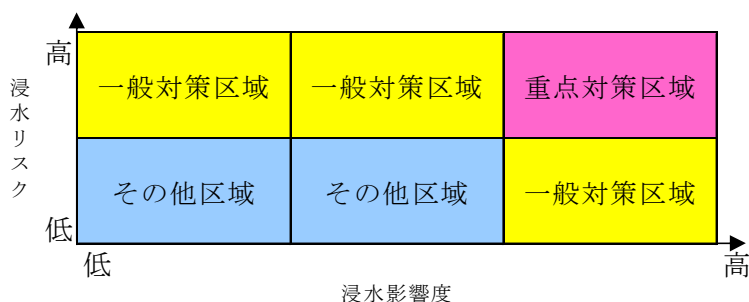 高
浸水リスク
一般対策区域
一般対策区域
重点対策区域
その他区域
その他区域
一般対策区域
低
低
高
浸水影響度